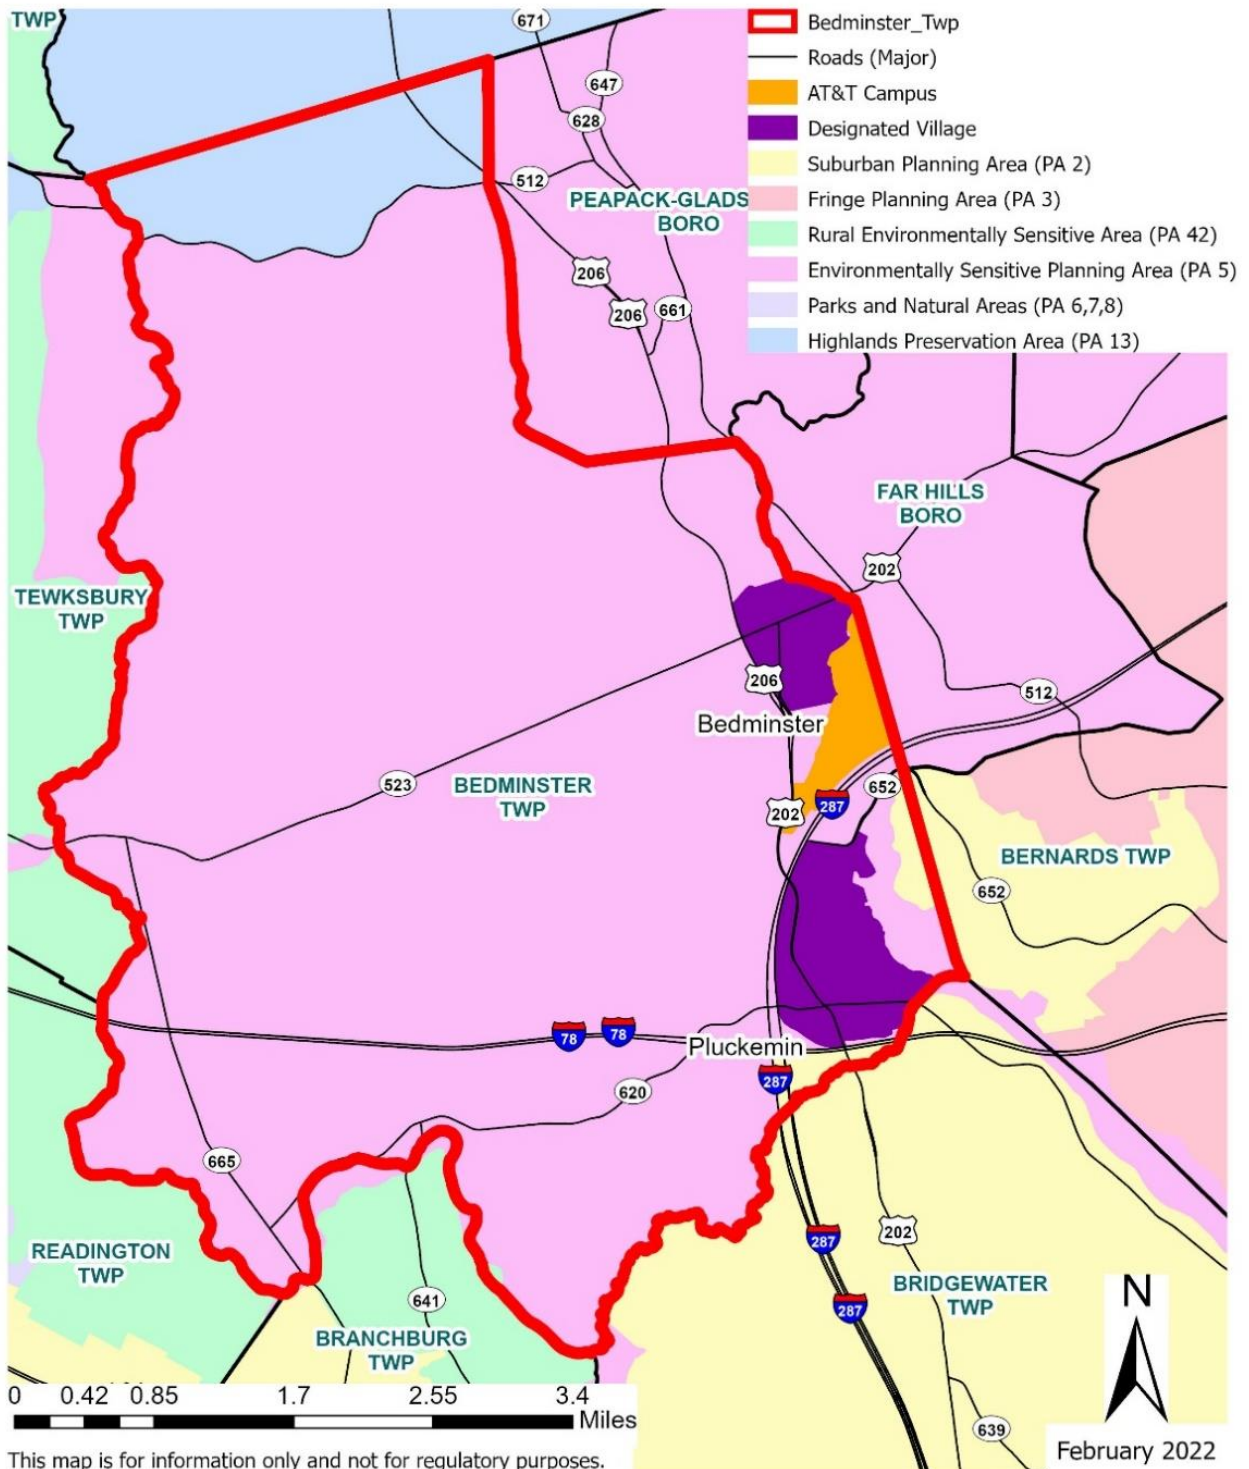 TWP
671
647
628
512
PEAPACK-GLADS
BORO
206
206
661
Bedminster_Twp
Roads (Major)
AT&T Campus
Designated Village
Suburban Planning Area (PA 2)
Fringe Planning Area (PA 3)
Rural Environmentally Sensitive Area (PA 42)
Environmentally Sensitive Planning Area (PA 5)
Parks and Natural Areas (PA 6,7,8)
Highlands Preservation Area (PA 13)
FAR HILLS
BORO
202
TEWKSBURY
TWP
206
512
Bedminster
523
BEDMINSTER
TWP
652
287
202
BERNARDS TWP
652
78
78
Pluckemin
287
620
665
READINGTON
TWP
641
287
202
BRIDGEWATER
TWP
287
BRANCHBURG
TWP
639
N
0 0.42 0.85 1.7 2.55 3.4
Miles
February 2022
This map is for information only and not for regulatory purposes.